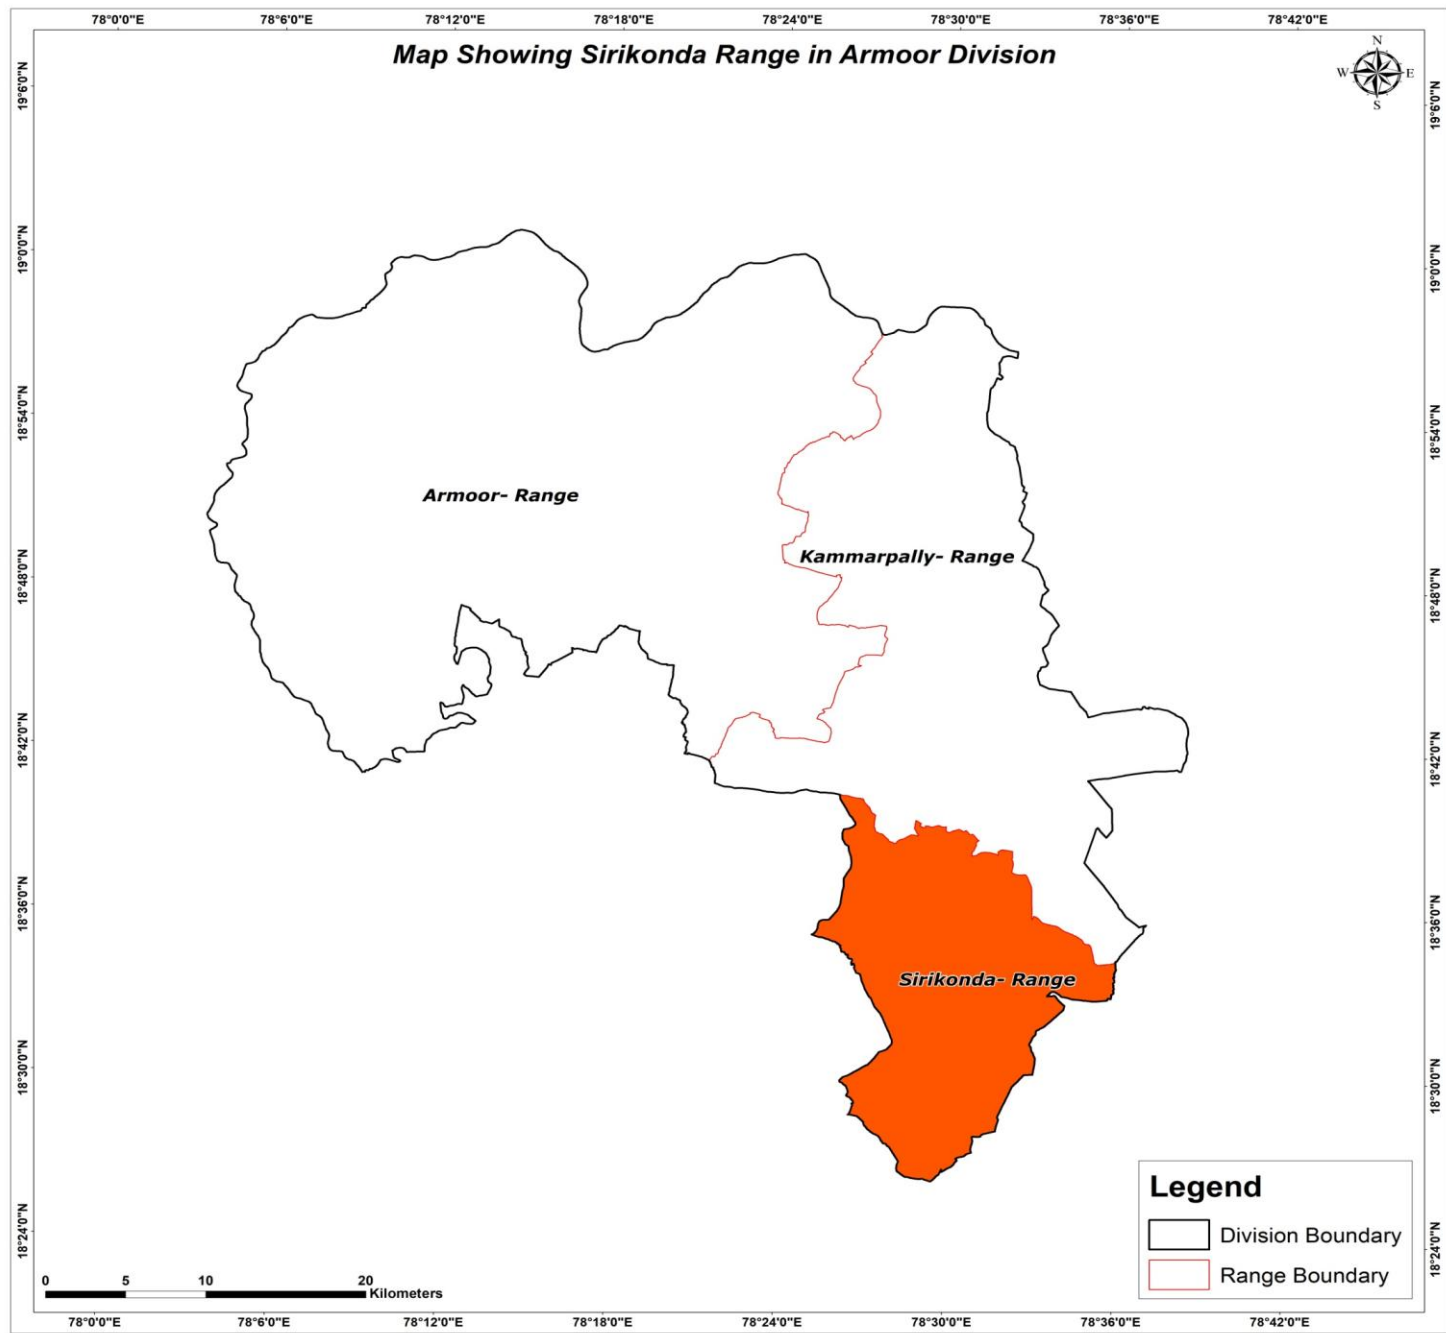 78°0'0"E 78°6'0"E 78°12'0"E 78°18'0"E 78°24'0"E 78°30'0"E 78°36'0"E 78°42'0"E
Map Showing Sirikonda Range in Armoor Division
N
W E
S
19°6'0"N 19°6'0"N
19°0'0"N 19°0'0"N
18°54'0"N 18°54'0"N
Armoor- Range
Kammarpally- Range
18°48'0"N 18°48'0"N
18°42'0"N 18°42'0"N
18°36'0"N 18°36'0"N
Sirikonda- Range
18°30'0"N 18°30'0"N
18°24'0"N 18°24'0"N
Legend
Division Boundary
Range Boundary
0 5 10 20
Kilometers
78°0'0"E 78°6'0"E 78°12'0"E 78°18'0"E 78°24'0"E 78°30'0"E 78°36'0"E 78°42'0"E